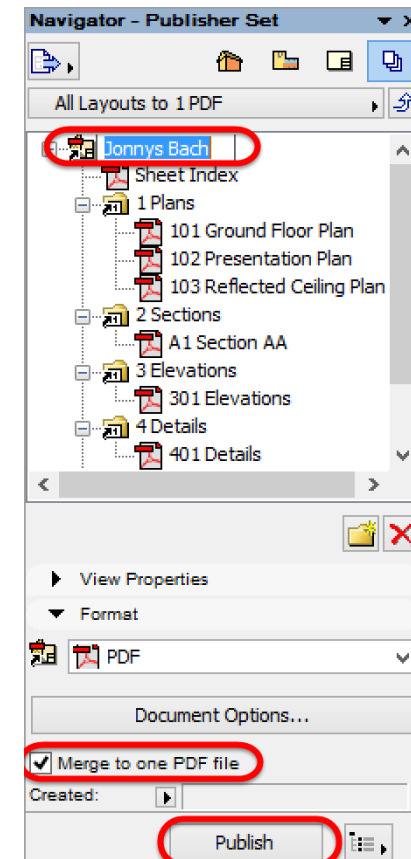 Navigator - Publisher Set
All Layouts to 1 PDF
Jonnys Bach
Sheet Index
1 Plans
101 Ground Floor Plan
102 Presentation Plan
103 Reflected Ceiling Plan
2 Sections
A1 Section AA
3 Elevations
301 Elevations
4 Details
401 Details
View Properties
Format
PDF
Document Options...
Merge to one PDF file
Created:
Publish